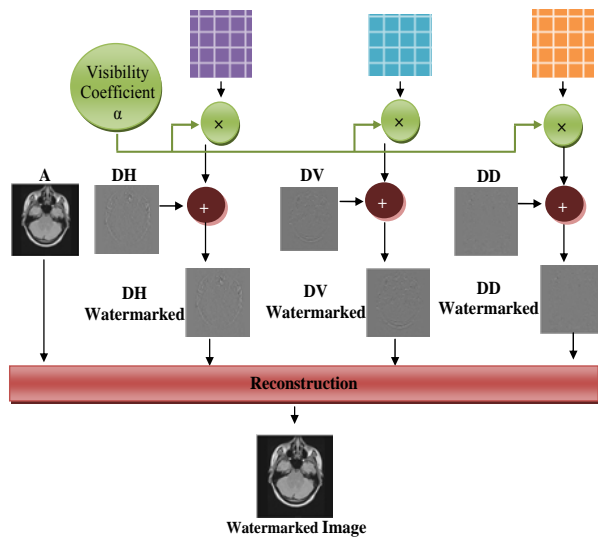 Visibility
Coefficient
α
× × ×
A DH DV DD
+ + +
DH
Watermarked
DV
Watermarked
DD
Watermarked
Reconstruction
Watermarked Image